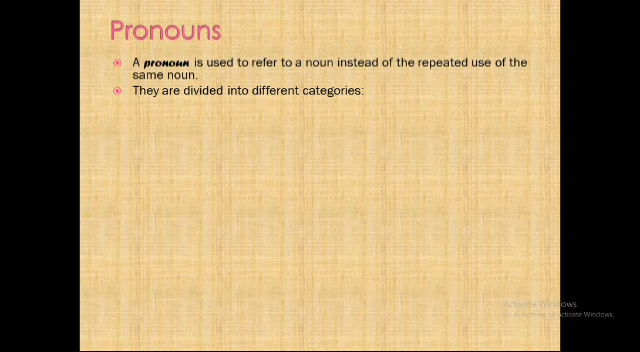 Pronouns
A pronoun is used to refer to a noun instead of the repeated use of the
same noun.
They are divided into different categories:
Activate Windows
Go to Settings to activate Windows.